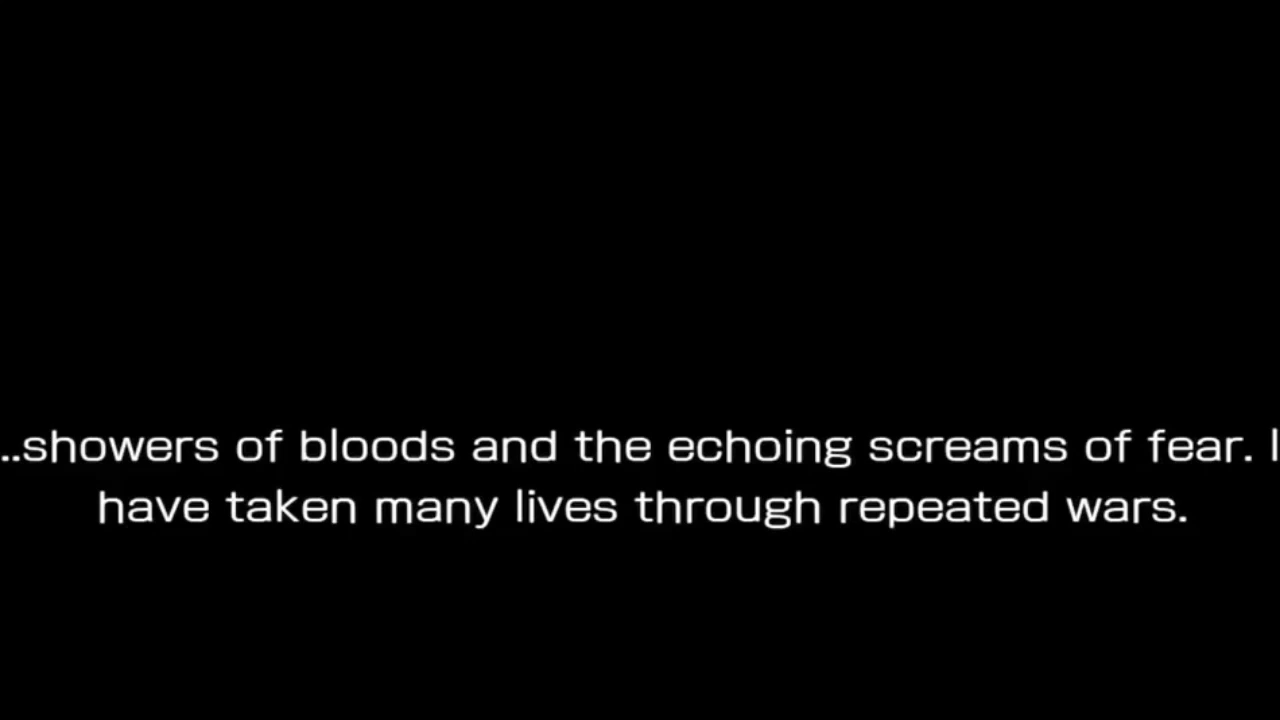 ..showers of bloods and the echoing screams of fear. I
have taken many lives through repeated wars.